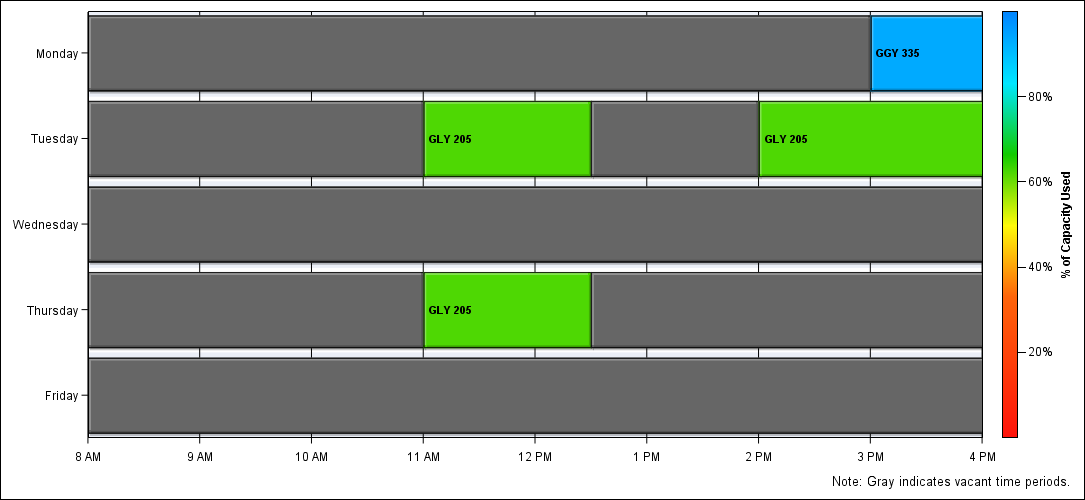 Monday
GGY 335
Tuesday
GLY 205
GLY 205
Wednesday
Thursday
GLY 205
Friday
8 AM
9 AM
10 AM
11 AM
12 PM
1 PM
2 PM
3 PM
4 PM
80%
60%
40%
20%
% of Capacity Used
Note: Gray indicates vacant time periods.